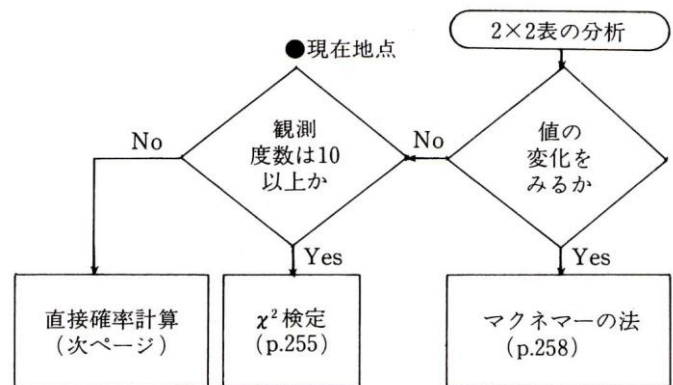 2×2表の分析
●現在地点
値の
変化を
みるか
No
Yes
観測
度数は10
以上か
No
Yes
直接確率計算
(次ページ)
χ²検定
(p.255)
マクネマーの法
(p.258)